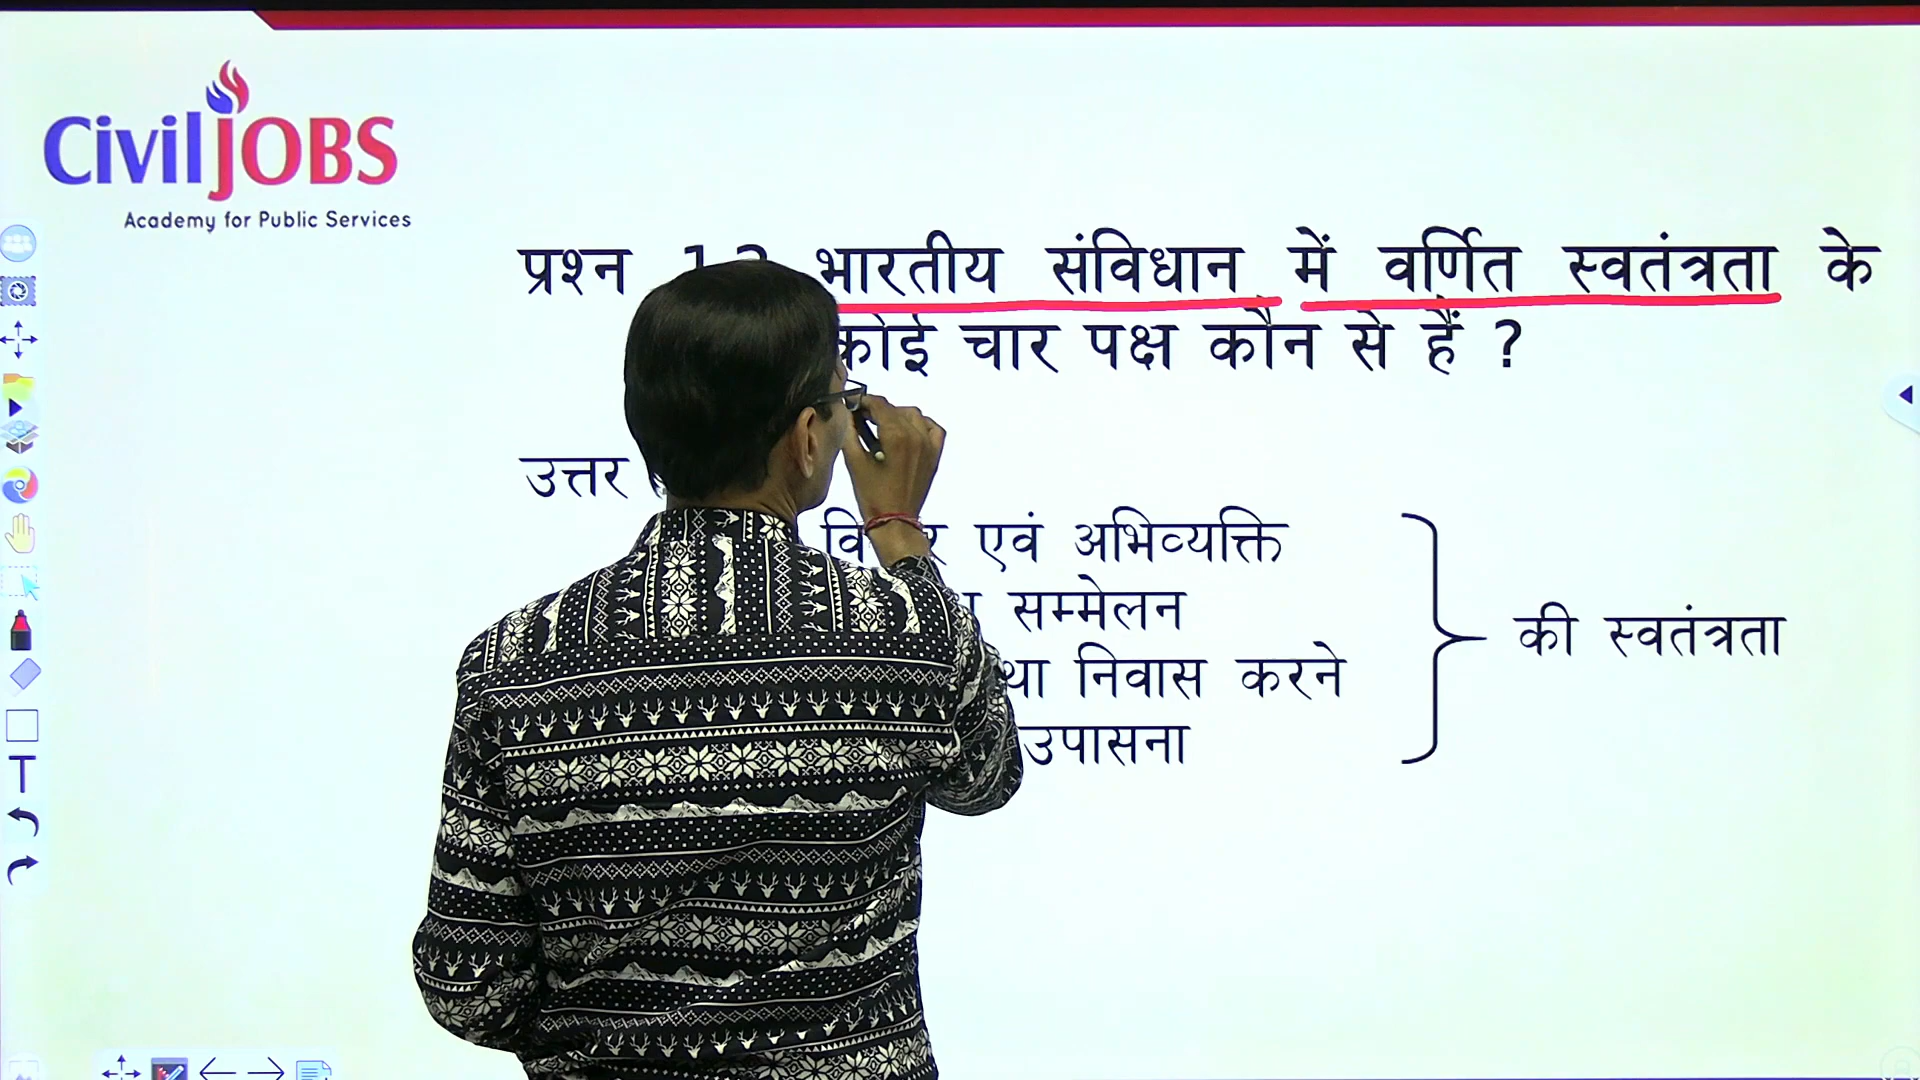 CivilJOBS
Academy for Public Services
प्रश्न भारतीय संविधान में वर्णित स्वतंत्रता के
कोई चार पक्ष कौन से हैं ?
उत्तर
एवं अभिव्यक्ति
सम्मेलन
निवास करने
उपासना
की स्वतंत्रता
T